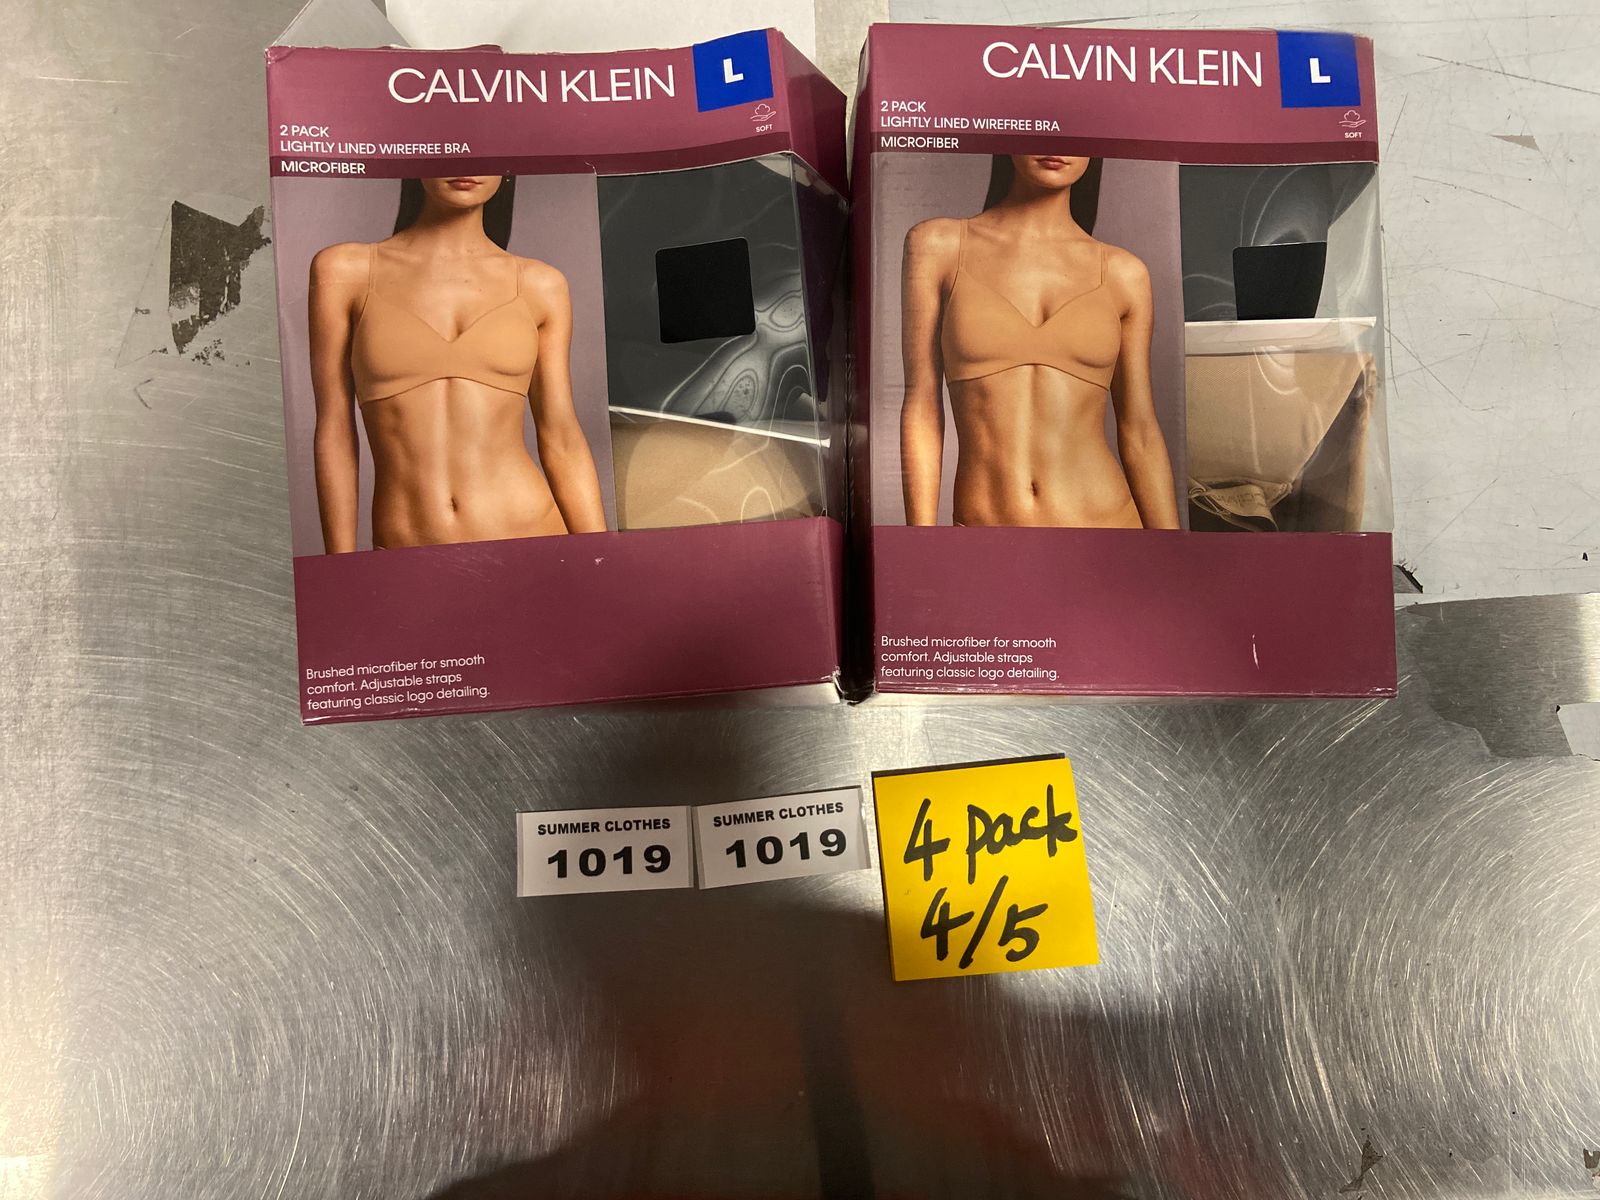 CALVIN KLEIN
L
2 PACK
LIGHTLY LINED WIREFREE BRA
MICROFIBER
SOFT
Brushed microfiber for smooth
comfort. Adjustable straps
featuring classic logo detailing.
CALVIN KLEIN
L
2 PACK
LIGHTLY LINED WIREFREE BRA
MICROFIBER
SOFT
Brushed microfiber for smooth
comfort. Adjustable straps
featuring classic logo detailing.
SUMMER CLOTHES
1019
SUMMER CLOTHES
1019
4 pack
4/5